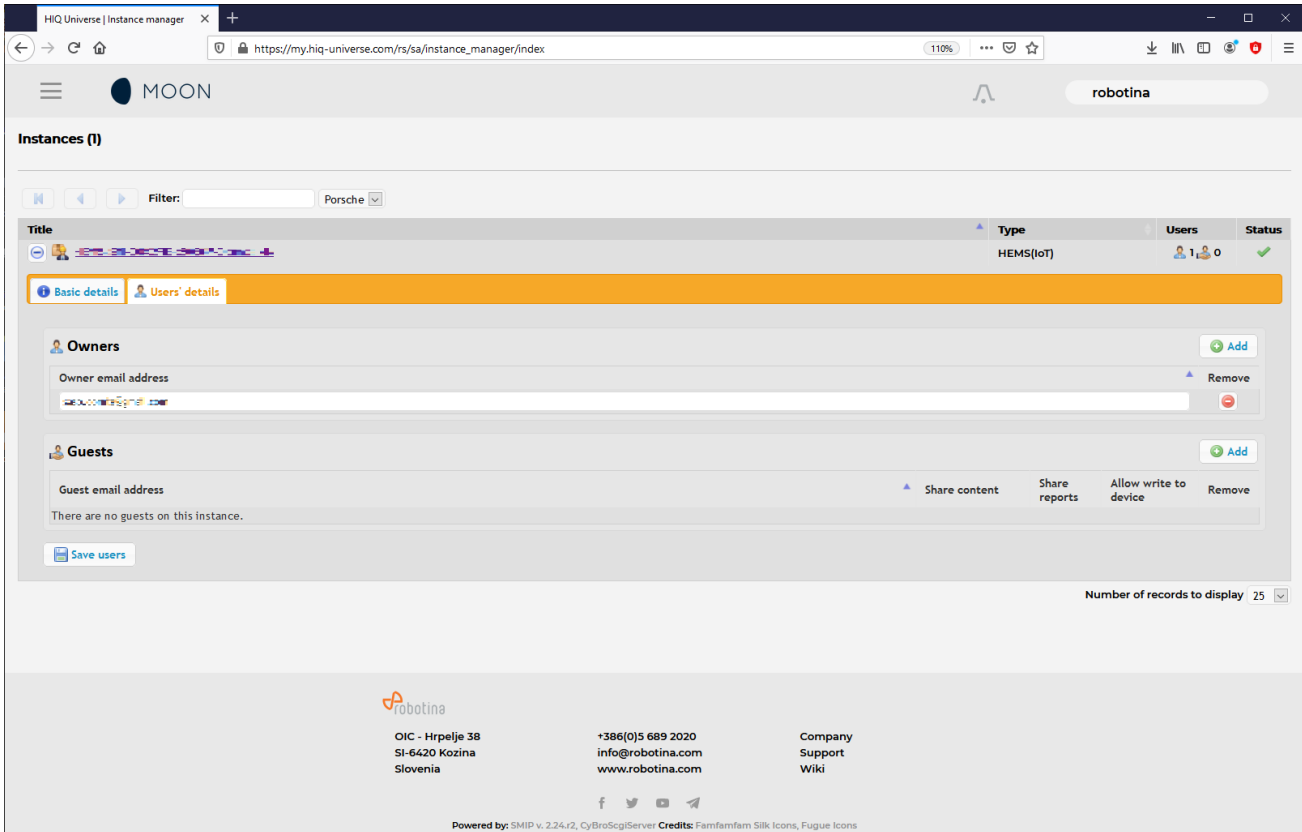 HIQ Universe | Instance manager
https://my.hiq-universe.com/rs/sa/instance_manager/index 110%
MOON robotina
Instances (1)
Filter: Porsche
Title Type Users Status
HEMS(IoT) 1 0
Basic details Users' details
Owners Add
Owner email address Remove
Guests Add
Guest email address Share content Share reports Allow write to device Remove
There are no guests on this instance.
Save users
Number of records to display 25
robotina
OIC - Hrpelje 38 +386(0)5 689 2020 Company
SI-6420 Kozina info@robotina.com Support
Slovenia www.robotina.com Wiki
Powered by: SMIP v. 2.24.r2, CyBroScgiServer Credits: Famfamfam Silk Icons, Fugue Icons